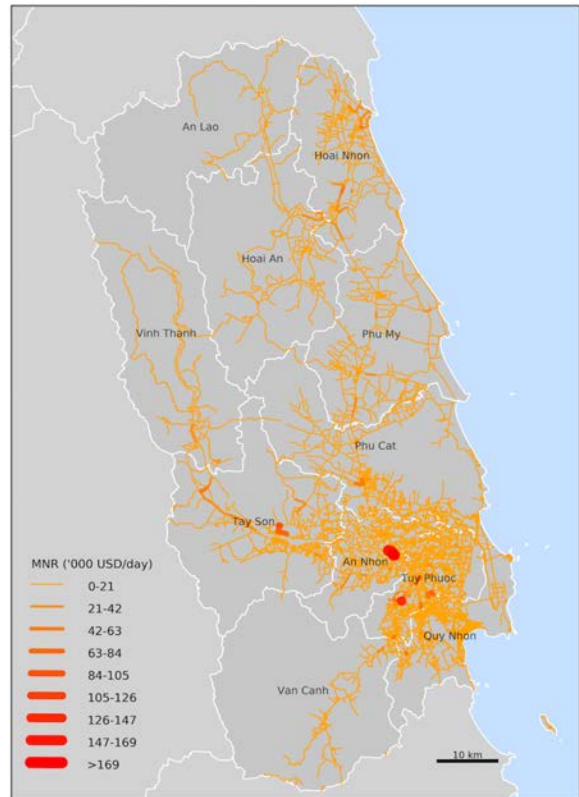 An Lao
Hoai Nhon
Hoai An
Vinh Thanh
Phu My
Phu Cat
Tay Son
An Nhon
Tuy Phuoc
Quy Nhon
Van Canh
MNR ('000 USD/day)
0-21
21-42
42-63
63-84
84-105
105-126
126-147
147-169
>169
10 km